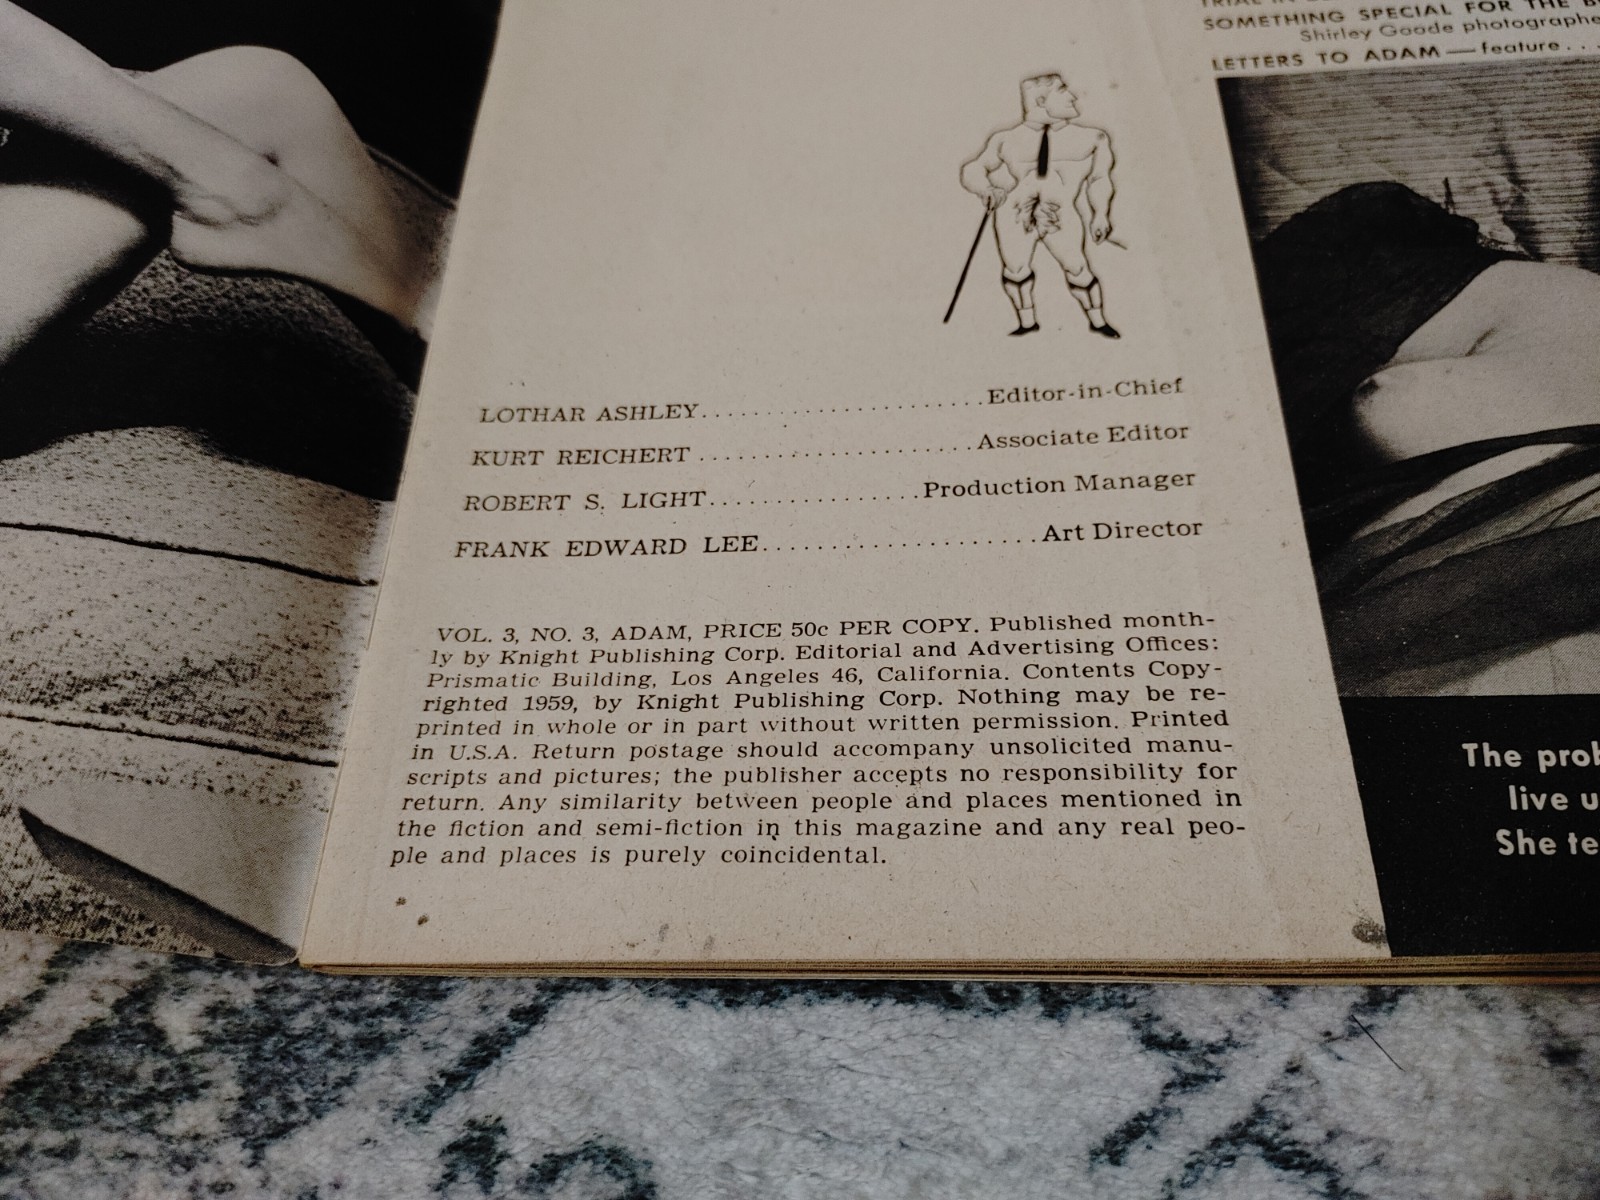 SOMETHING SPECIAL FOR THE
Shirley Goode photographe
LETTERS TO ADAM — feature . . .
LOTHAR ASHLEY......................Editor-in-Chief
KURT REICHERT .....................Associate Editor
ROBERT S. LIGHT................Production Manager
FRANK EDWARD LEE.....................Art Director
VOL. 3, NO. 3, ADAM, PRICE 50c PER COPY. Published month-
ly by Knight Publishing Corp. Editorial and Advertising Offices:
Prismatic Building, Los Angeles 46, California. Contents Copy-
righted 1959, by Knight Publishing Corp. Nothing may be re-
printed in whole or in part without written permission. Printed
in U.S.A. Return postage should accompany unsolicited manu-
scripts and pictures; the publisher accepts no responsibility for
return. Any similarity between people and places mentioned in
the fiction and semi-fiction in this magazine and any real peo-
ple and places is purely coincidental.
The prob
live u
She te